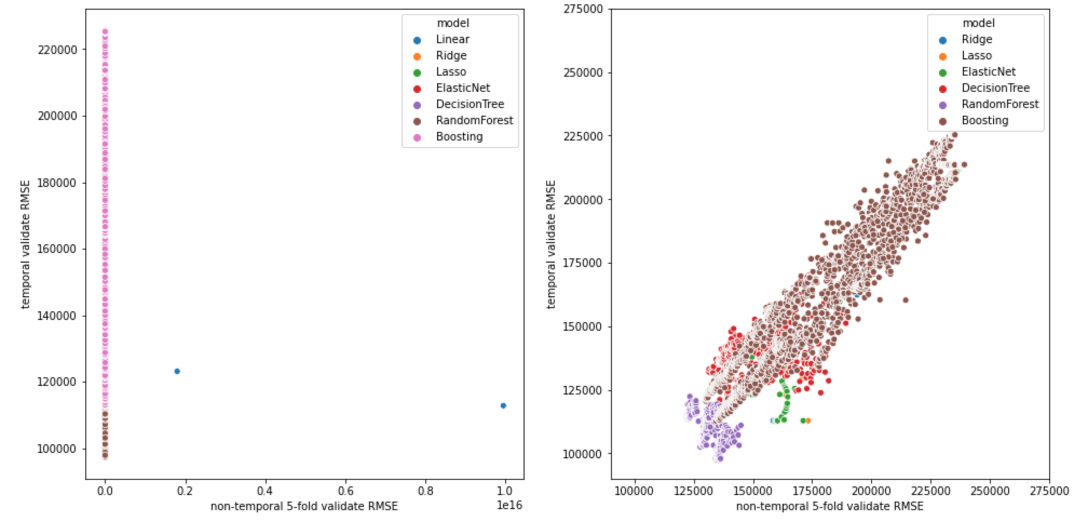 model
Linear
Ridge
Lasso
ElasticNet
DecisionTree
RandomForest
Boosting
220000
200000
180000
160000
140000
120000
100000
temporal validate RMSE
0.0 0.2 0.4 0.6 0.8 1.0
1e16
non-temporal 5-fold validate RMSE
model
Ridge
Lasso
ElasticNet
DecisionTree
RandomForest
Boosting
275000
250000
225000
200000
175000
150000
125000
100000
temporal validate RMSE
100000 125000 150000 175000 200000 225000 250000 275000
non-temporal 5-fold validate RMSE